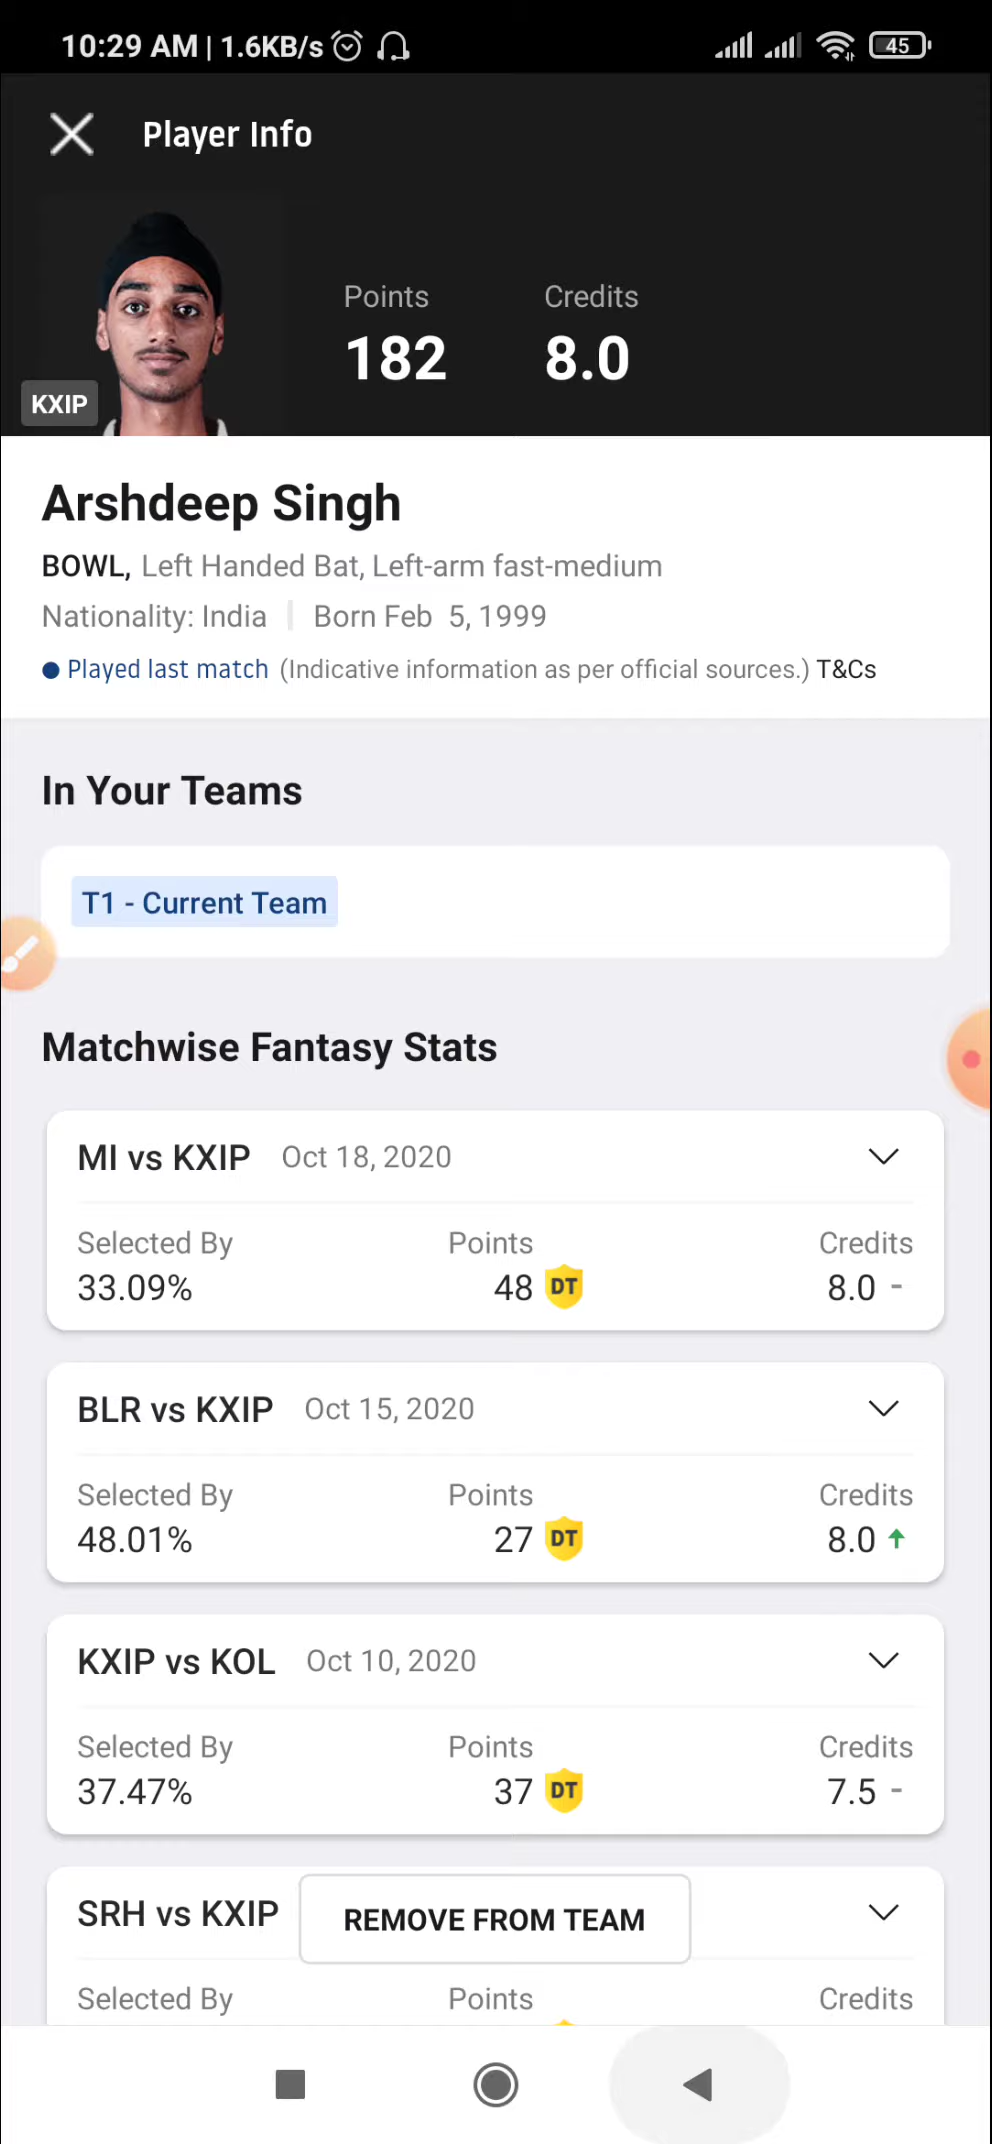 10:29 AM | 1.6KB/s 45
Player Info
Points Credits
182 8.0
KXIP
Arshdeep Singh
BOWL, Left Handed Bat, Left-arm fast-medium
Nationality: India | Born Feb 5, 1999
Played last match (Indicative information as per official sources.) T&Cs
In Your Teams
T1 - Current Team
Matchwise Fantasy Stats
MI vs KXIP Oct 18, 2020
Selected By Points Credits
33.09% 48 DT 8.0 -
BLR vs KXIP Oct 15, 2020
Selected By Points Credits
48.01% 27 DT 8.0
KXIP vs KOL Oct 10, 2020
Selected By Points Credits
37.47% 37 DT 7.5 -
SRH vs KXIP
REMOVE FROM TEAM
Selected By Points Credits